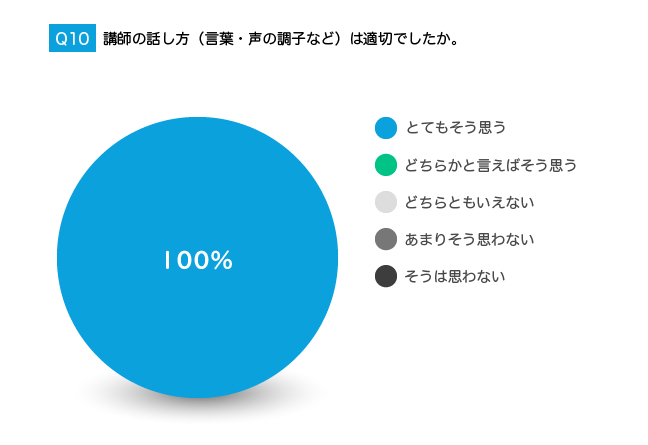 Q10 講師の話し方（言葉・声の調子など）は適切でしたか。
とてもそう思う
どちらかと言えばそう思う
どちらともいえない
あまりそう思わない
そうは思わない
100%